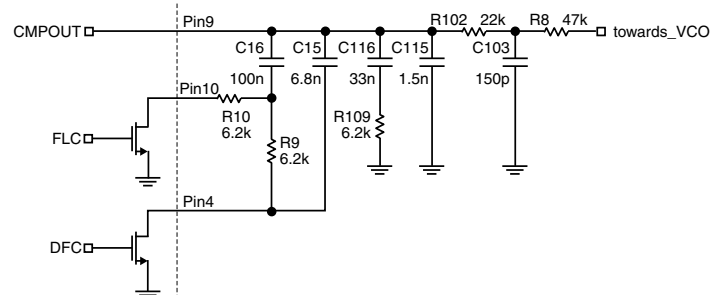 CMPOUT
Pin9
R102 22k
R8 47k
towards_VCO
C16
100n
C15
6.8n
C116
33n
C115
1.5n
C103
150p
Pin10
R10
6.2k
R109
6.2k
FLC
R9
6.2k
Pin4
DFC